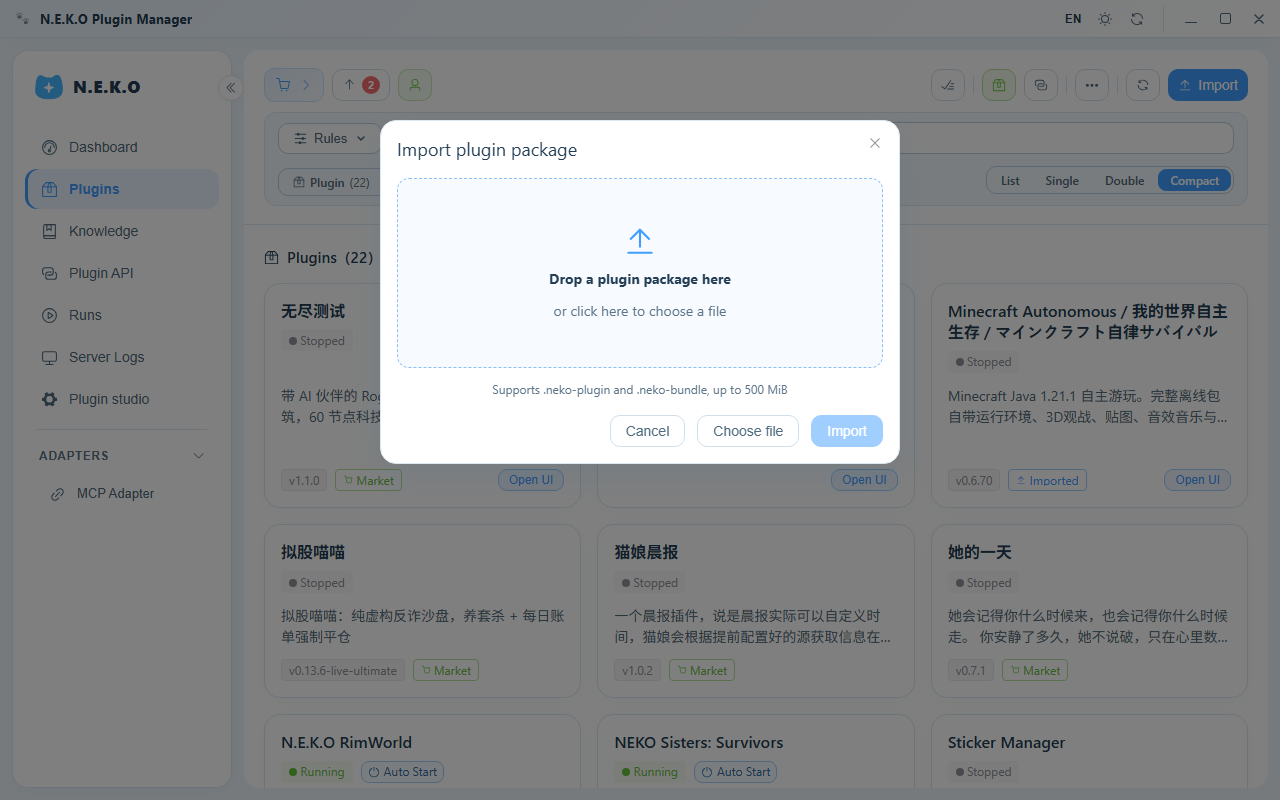 N.E.K.O Plugin Manager
EN
N.E.K.O
2
Import
Dashboard
Plugins
Knowledge
Plugin API
Runs
Server Logs
Plugin studio
ADAPTERS
MCP Adapter
Rules
Plugin (22)
List
Single
Double
Compact
Import plugin package
Drop a plugin package here
or click here to choose a file
Supports .neko-plugin and .neko-bundle, up to 500 MiB
Cancel
Choose file
Import
Plugins (22)
无尽测试
Stopped
带 AI 伙伴的
筑，60 节点科技
v1.1.0
Market
Open UI
Open UI
Minecraft Autonomous / 我的世界自主
生存 / マインクラフト自律サバイバル
Stopped
Minecraft Java 1.21.1 自主游玩。完整离线包
自带运行环境、3D观战、贴图、音效音乐与...
v0.6.70
Imported
Open UI
拟股喵喵
Stopped
拟股喵喵：纯虚构反诈沙盘，养套杀 + 每日账
单强制平仓
v0.13.6-live-ultimate
Market
猫娘晨报
Stopped
一个晨报插件，说是晨报实际可以自定义时
间，猫娘会根据提前配置好的源获取信息在...
v1.0.2
Market
她的一天
Stopped
她会记得你什么时候来，也会记得你什么时候
走。 你安静了多久，她不说破，只在心里数...
v0.7.1
Market
N.E.K.O RimWorld
Running
Auto Start
NEKO Sisters: Survivors
Running
Auto Start
Sticker Manager
Stopped